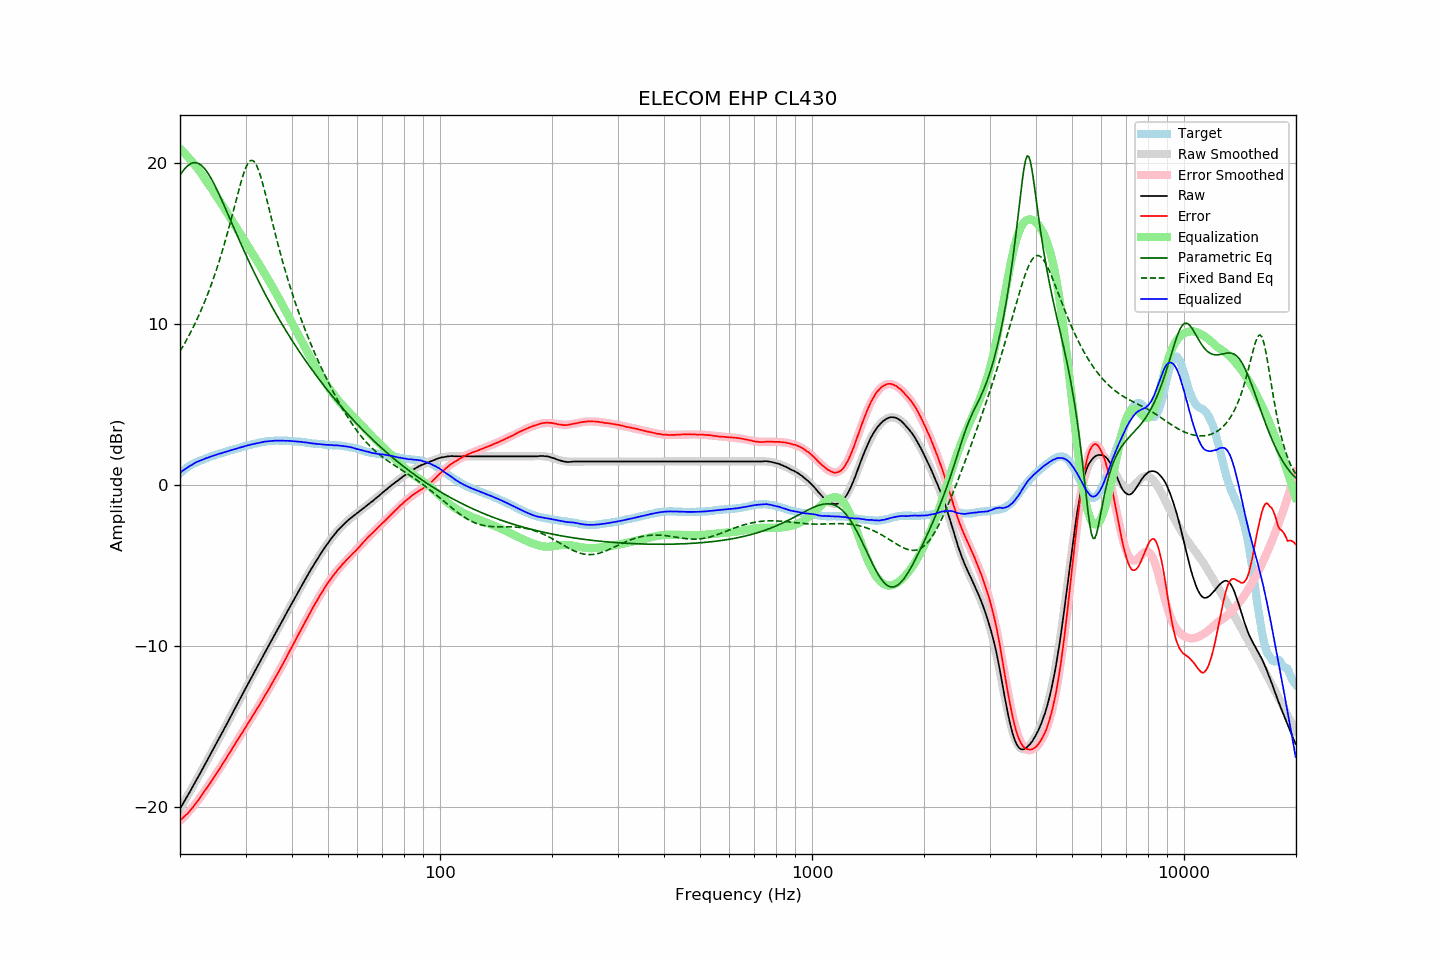 ELECOM EHP CL430
Target
Raw Smoothed
Error Smoothed
Raw
Error
Equalization
Parametric Eq
Fixed Band Eq
Equalized
20
10
0
−10
−20
Amplitude (dBr)
100
1000
10000
Frequency (Hz)